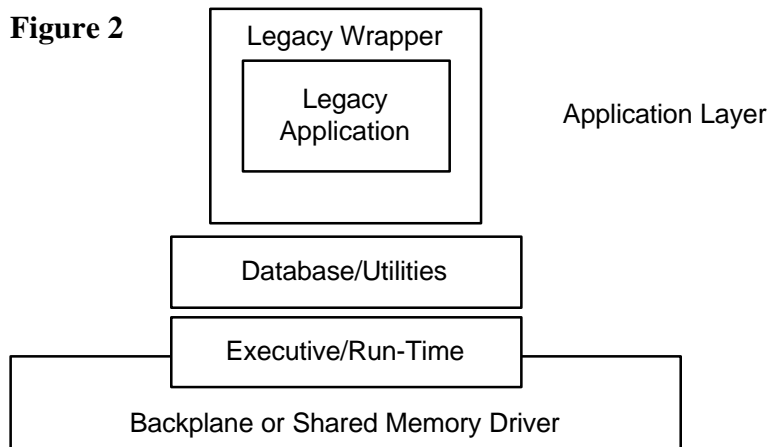 Figure 2
Legacy Wrapper
Legacy
Application
Application Layer
Database/Utilities
Executive/Run-Time
Backplane or Shared Memory Driver